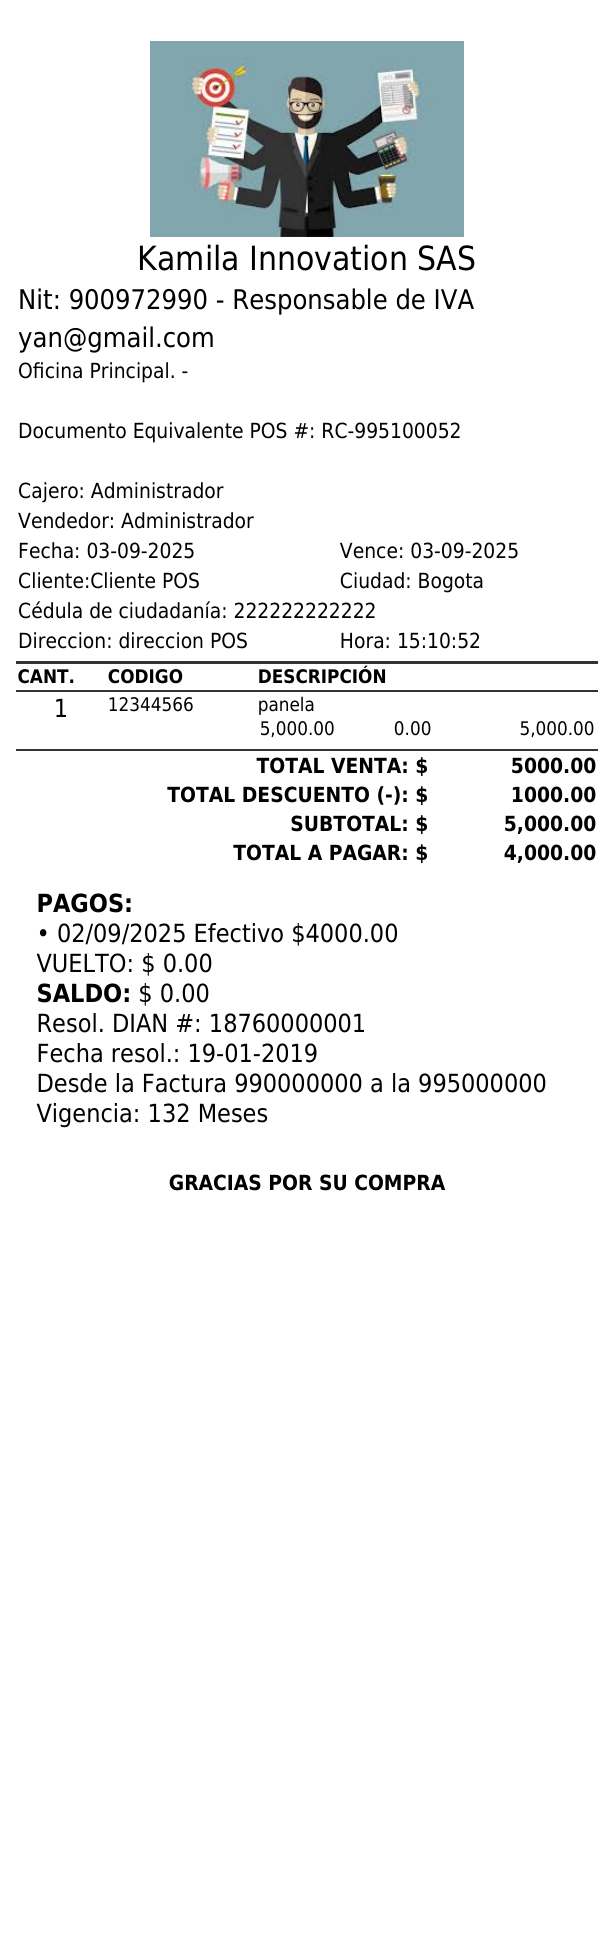 Kamila Innovation SAS
Nit: 900972990 - Responsable de IVA
yan@gmail.com
Oficina Principal. -
Documento Equivalente POS #: RC-995100052
Cajero: Administrador
Vendedor: Administrador
Fecha: 03-09-2025 Vence: 03-09-2025
Cliente:Cliente POS Ciudad: Bogota
Cédula de ciudadanía: 222222222222
Direccion: direccion POS Hora: 15:10:52
CANT. CODIGO DESCRIPCIÓN
1 12344566 panela
5,000.00 0.00 5,000.00
TOTAL VENTA: $ 5000.00
TOTAL DESCUENTO (-): $ 1000.00
SUBTOTAL: $ 5,000.00
TOTAL A PAGAR: $ 4,000.00
PAGOS:
• 02/09/2025 Efectivo $4000.00
VUELTO: $ 0.00
SALDO: $ 0.00
Resol. DIAN #: 18760000001
Fecha resol.: 19-01-2019
Desde la Factura 990000000 a la 995000000
Vigencia: 132 Meses
GRACIAS POR SU COMPRA